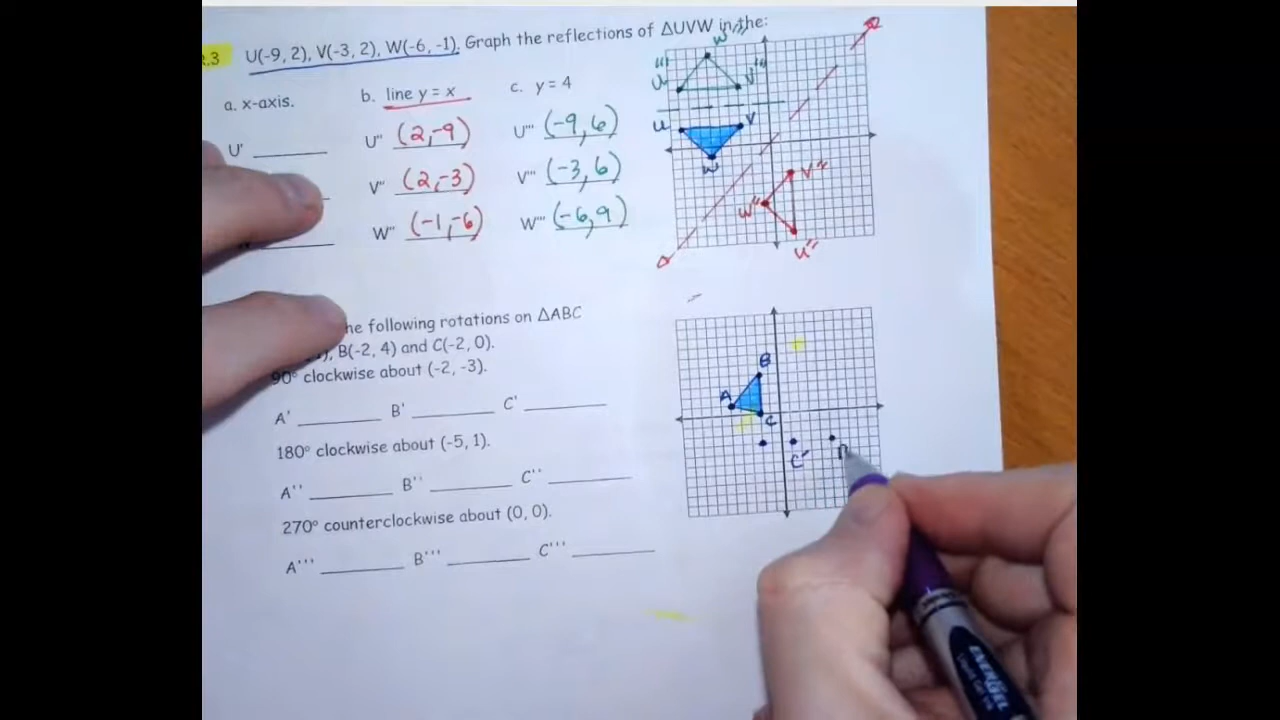 .3 U(-9, 2), V(-3, 2), W(-6, -1). Graph the reflections of ΔUVW in the:
a. x-axis.
b. line y = x
c. y = 4
U'
U'' (2,-9)
U''' (-9,6)
V'' (2,-3)
V''' (-3,6)
W'' (-1,-6)
W''' (-6,9)
W'''
U'''
V'''
U
V
W
V''
W''
U''
he following rotations on ΔABC
), B(-2, 4) and C(-2, 0).
90° clockwise about (-2, -3).
A' B' C'
180° clockwise about (-5, 1).
A'' B'' C''
270° counterclockwise about (0, 0).
A''' B''' C'''
B
A
C
C'
ENERGEL